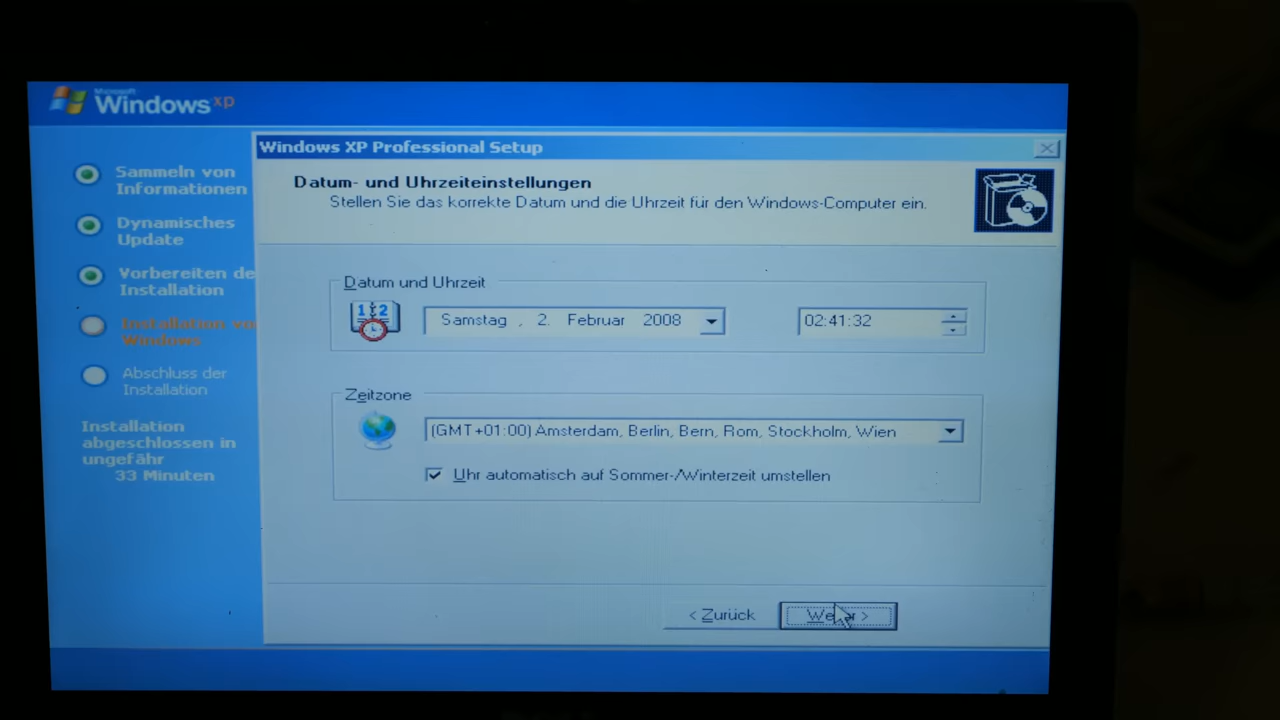 Microsoft
Windows xp
Windows XP Professional Setup
Datum- und Uhrzeiteinstellungen
Stellen Sie das korrekte Datum und die Uhrzeit für den Windows-Computer ein.
Sammeln von
Informationen
Dynamisches
Update
Vorbereiten de
Installation
Installation vo
Windows
Abschluss der
Installation
Installation
abgeschlossen in
ungefähr
33 Minuten
Datum und Uhrzeit
1 2
Samstag , 2. Februar 2008
02:41:32
Zeitzone
(GMT+01:00) Amsterdam, Berlin, Bern, Rom, Stockholm, Wien
Uhr automatisch auf Sommer-/Winterzeit umstellen
< Zurück
Weiter >